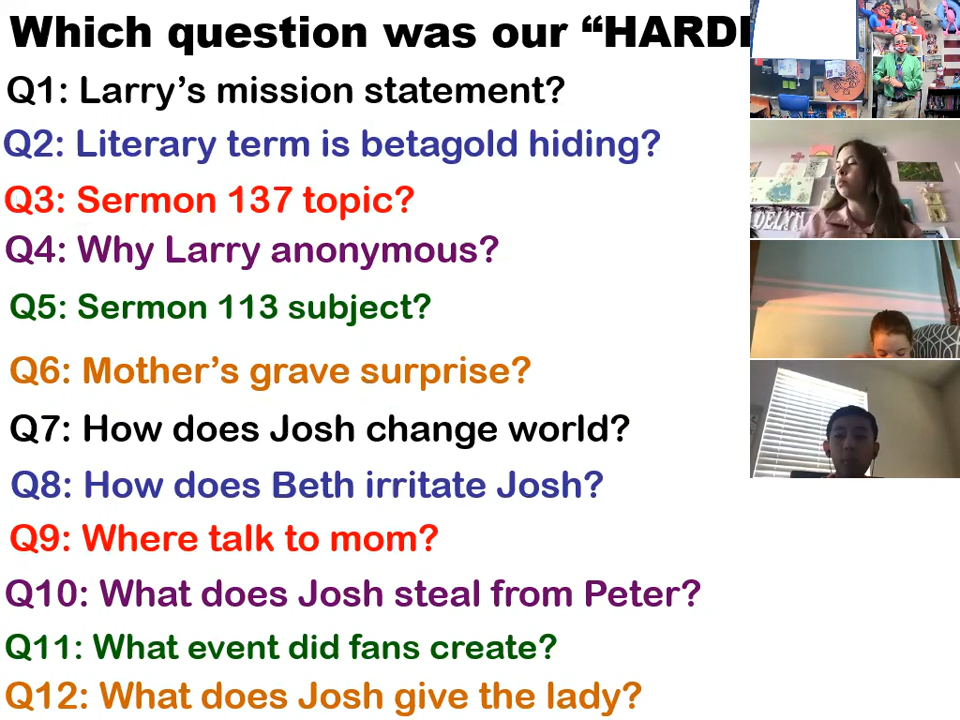 Which question was our “HARD
Q1: Larry’s mission statement?
Q2: Literary term is betagold hiding?
Q3: Sermon 137 topic?
Q4: Why Larry anonymous?
Q5: Sermon 113 subject?
Q6: Mother’s grave surprise?
Q7: How does Josh change world?
Q8: How does Beth irritate Josh?
Q9: Where talk to mom?
Q10: What does Josh steal from Peter?
Q11: What event did fans create?
Q12: What does Josh give the lady?